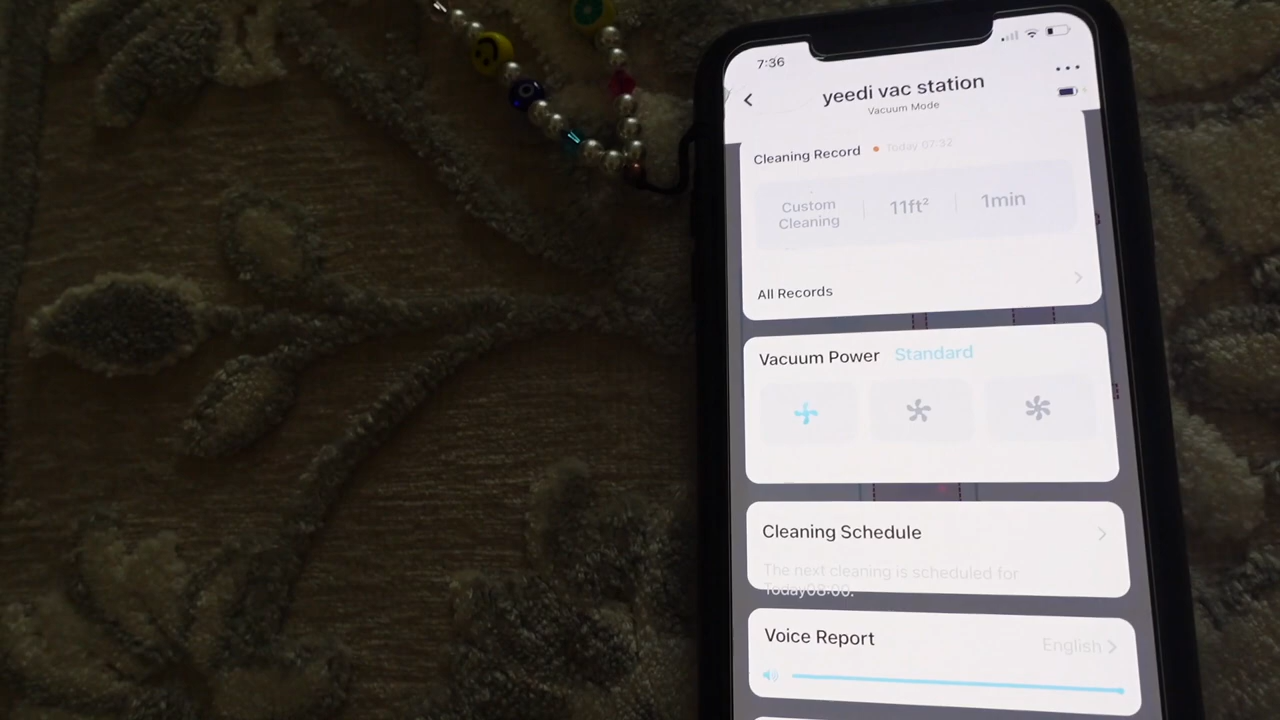 7:36
yeedi vac station
Vacuum Mode
Cleaning Record
Today 07:32
Custom
Cleaning
11ft²
1min
All Records
Vacuum Power Standard
Cleaning Schedule
The next cleaning is scheduled for
Today08:00.
Voice Report
English